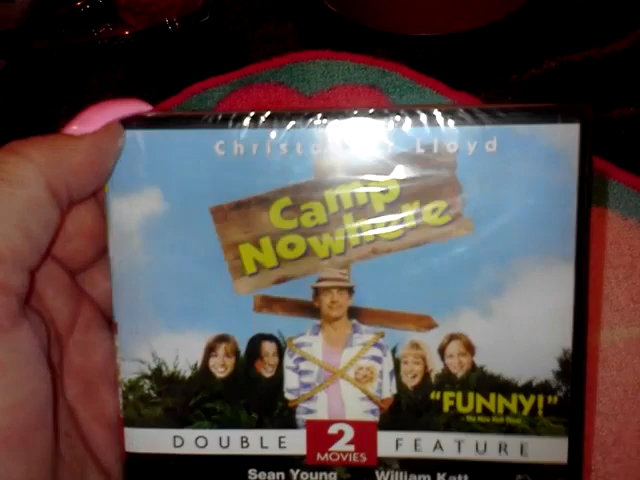 Christopher Lloyd
Camp
Nowhere
"FUNNY!"
DOUBLE 2 FEATURE
MOVIES
Sean Young William Katt